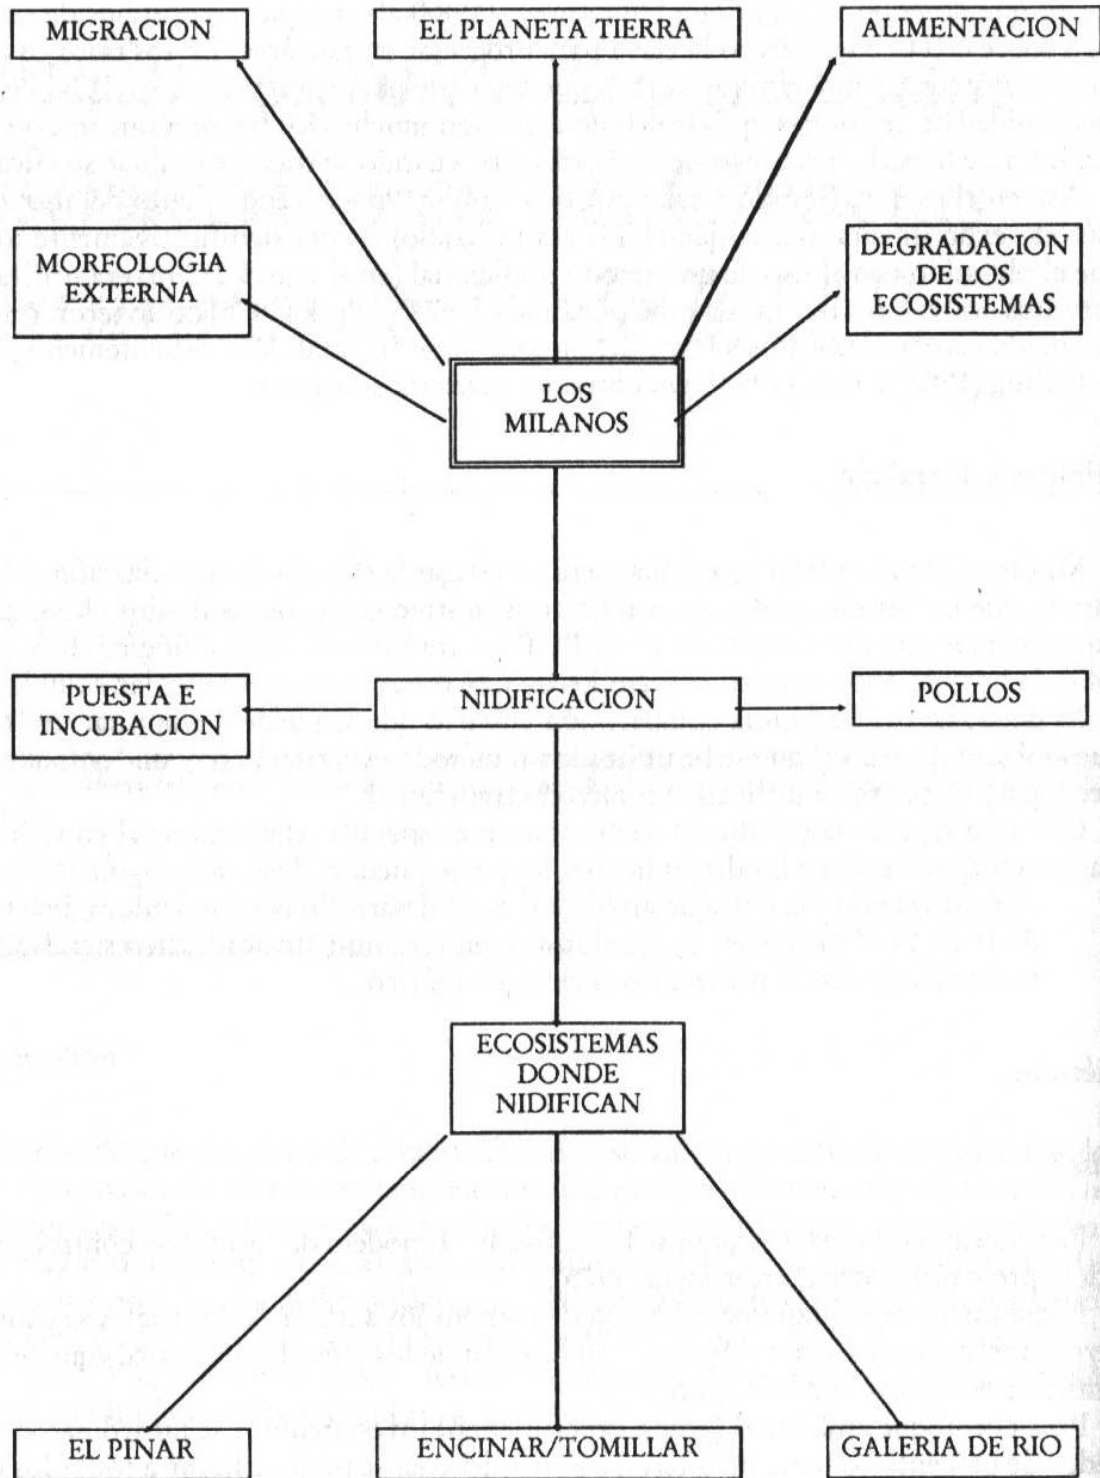 MIGRACION
EL PLANETA TIERRA
ALIMENTACION
MORFOLOGIA
EXTERNA
DEGRADACION
DE LOS
ECOSISTEMAS
LOS
MILANOS
PUESTA E
INCUBACION
NIDIFICACION
POLLOS
ECOSISTEMAS
DONDE
NIDIFICAN
EL PINAR
ENCINAR/TOMILLAR
GALERIA DE RIO